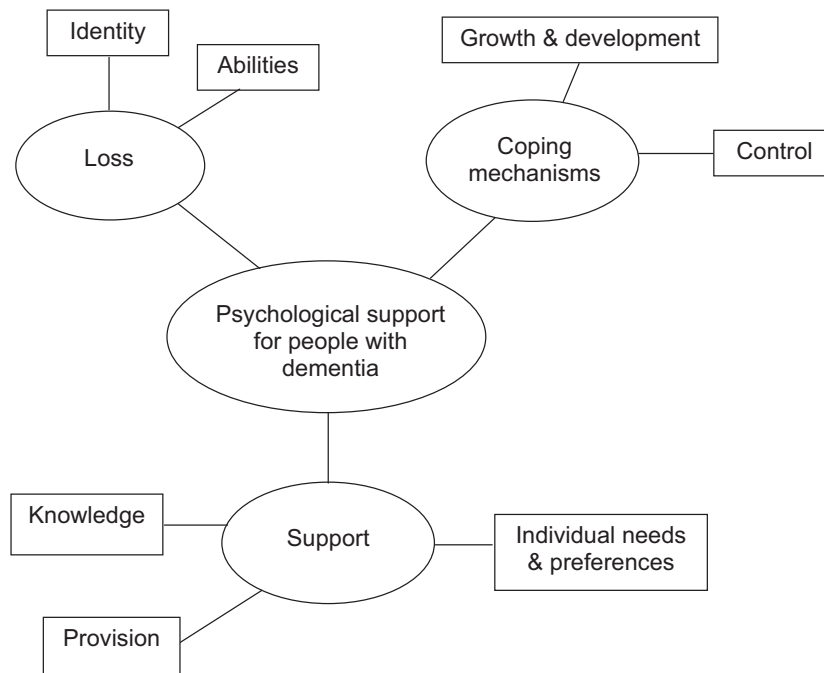 Identity
Abilities
Growth & development
Loss
Coping
mechanisms
Control
Psychological support
for people with
dementia
Knowledge
Support
Individual needs
& preferences
Provision